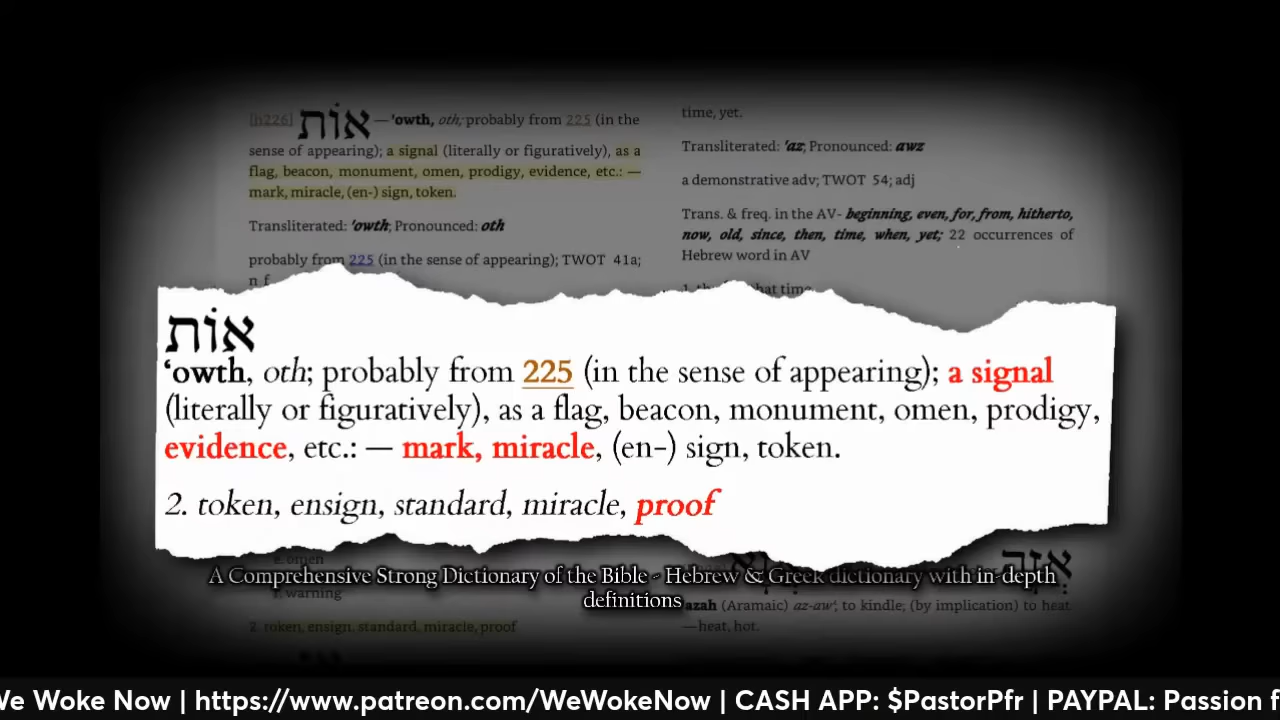 [h226] אוֹת — 'owth, oth; probably from 225 (in the
sense of appearing); a signal (literally or figuratively), as a
flag, beacon, monument, omen, prodigy, evidence, etc.: —
mark, miracle, (en-) sign, token.
Transliterated: 'owth; Pronounced: oth
probably from 225 (in the sense of appearing); TWOT 41a;
n f
time, yet.
Transliterated: 'az; Pronounced: awz
a demonstrative adv; TWOT 54; adj
Trans. & freq. in the AV- beginning, even, for, from, hitherto,
now, old, since, then, time, when, yet; 22 occurrences of
Hebrew word in AV
אוֹת
'owth, oth; probably from 225 (in the sense of appearing); a signal
(literally or figuratively), as a flag, beacon, monument, omen, prodigy,
evidence, etc.: — mark, miracle, (en-) sign, token.
2. token, ensign, standard, miracle, proof
e. omen
f. warning
2. token, ensign, standard, miracle, proof
azah (Aramaic) az-aw'; to kindle; (by implication) to heat
—heat, hot.
A Comprehensive Strong Dictionary of the Bible - Hebrew & Greek dictionary with in-depth
definitions
We Woke Now | https://www.patreon.com/WeWokeNow | CASH APP: $PastorPfr | PAYPAL: Passion f